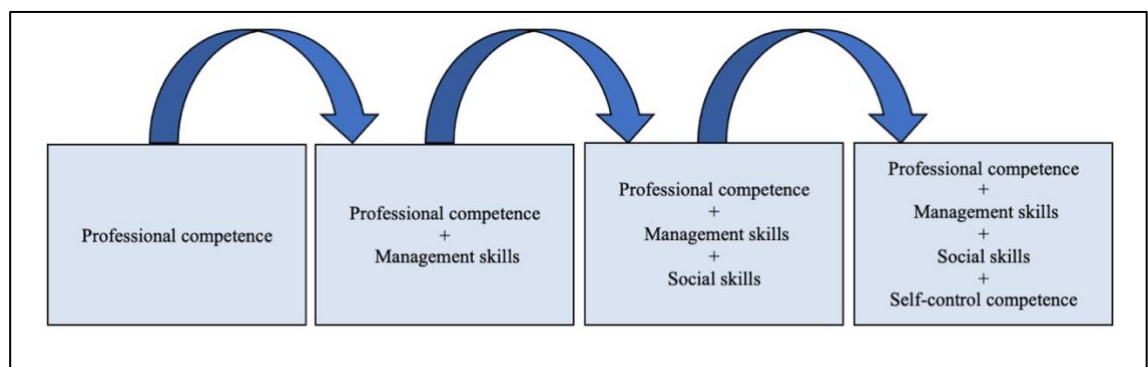 Professional competence
Professional competence
+
Management skills
Professional competence
+
Management skills
+
Social skills
Professional competence
+
Management skills
+
Social skills
+
Self-control competence